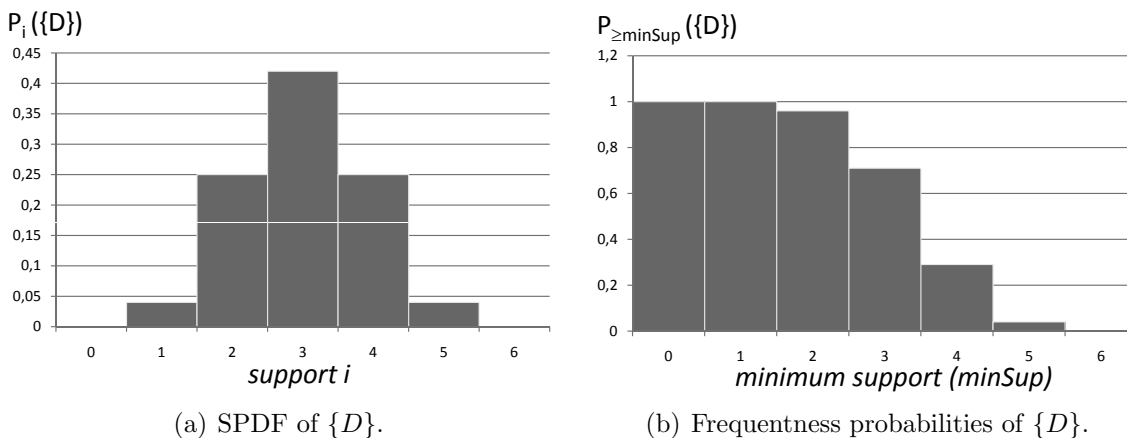 P_i ({D})
0,45
0,4
0,35
0,3
0,25
0,2
0,15
0,1
0,05
0
0 1 2 3 4 5 6
support i
(a) SPDF of {D}.
P_≥minSup ({D})
1,2
1
0,8
0,6
0,4
0,2
0
0 1 2 3 4 5 6
minimum support (minSup)
(b) Frequentness probabilities of {D}.